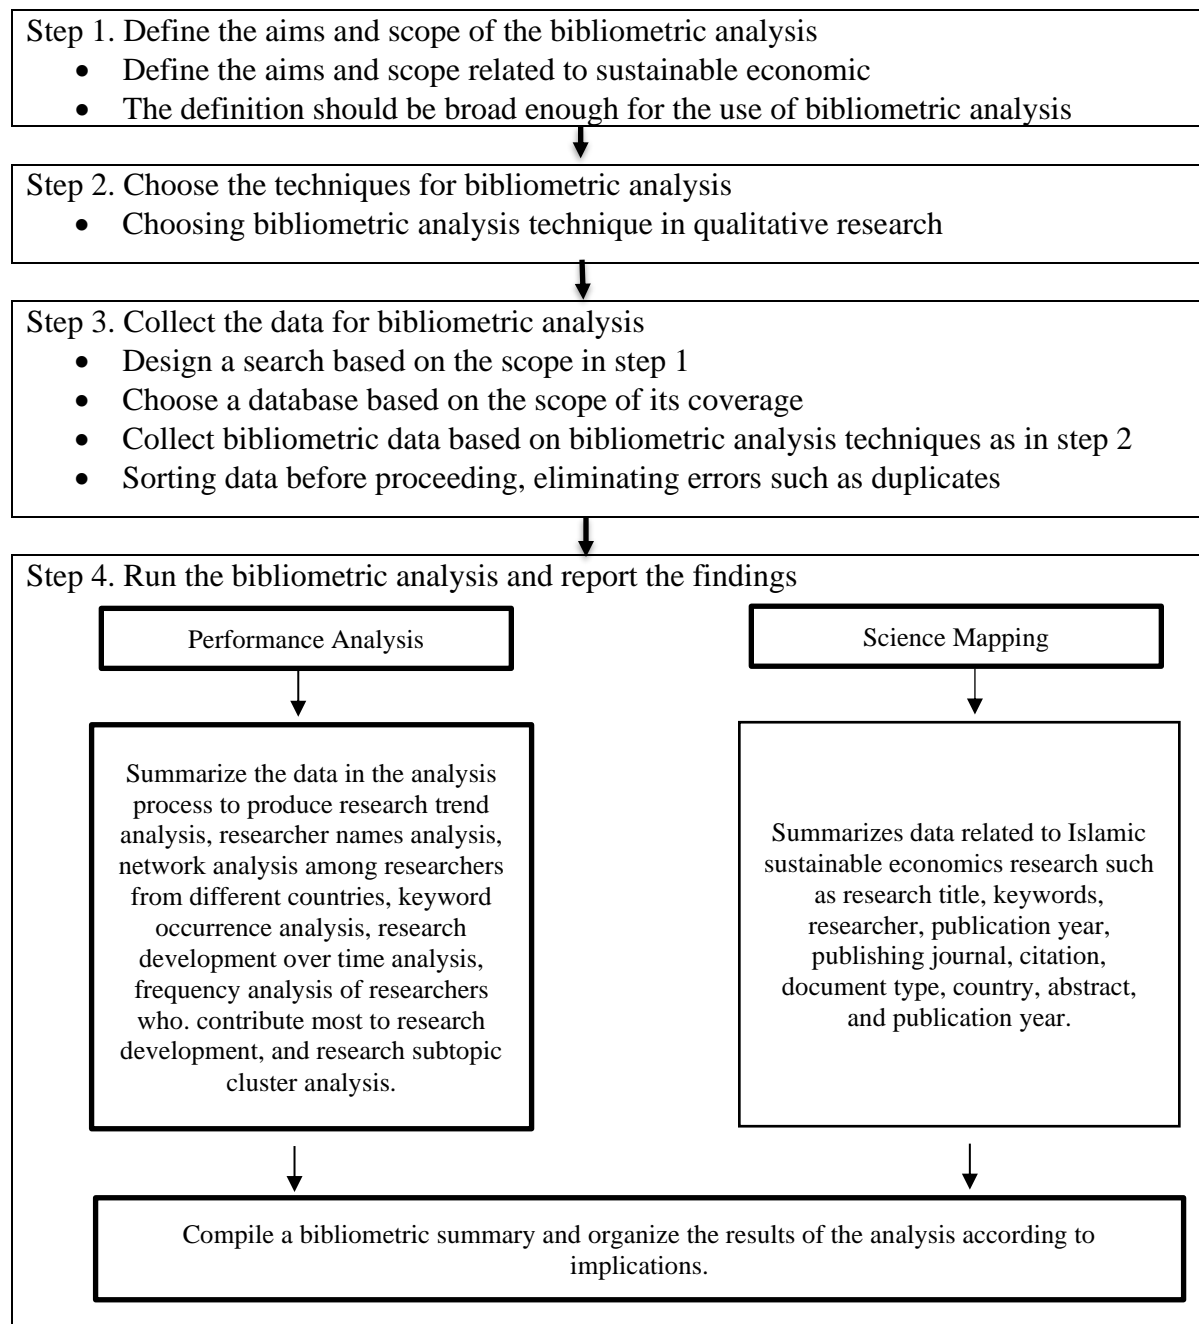 Step 1. Define the aims and scope of the bibliometric analysis
• Define the aims and scope related to sustainable economic
• The definition should be broad enough for the use of bibliometric analysis
Step 2. Choose the techniques for bibliometric analysis
• Choosing bibliometric analysis technique in qualitative research
Step 3. Collect the data for bibliometric analysis
• Design a search based on the scope in step 1
• Choose a database based on the scope of its coverage
• Collect bibliometric data based on bibliometric analysis techniques as in step 2
• Sorting data before proceeding, eliminating errors such as duplicates
Step 4. Run the bibliometric analysis and report the findings
Performance Analysis
Summarize the data in the analysis
process to produce research trend
analysis, researcher names analysis,
network analysis among researchers
from different countries, keyword
occurrence analysis, research
development over time analysis,
frequency analysis of researchers
who. contribute most to research
development, and research subtopic
cluster analysis.
Science Mapping
Summarizes data related to Islamic
sustainable economics research such
as research title, keywords,
researcher, publication year,
publishing journal, citation,
document type, country, abstract,
and publication year.
Compile a bibliometric summary and organize the results of the analysis according to
implications.